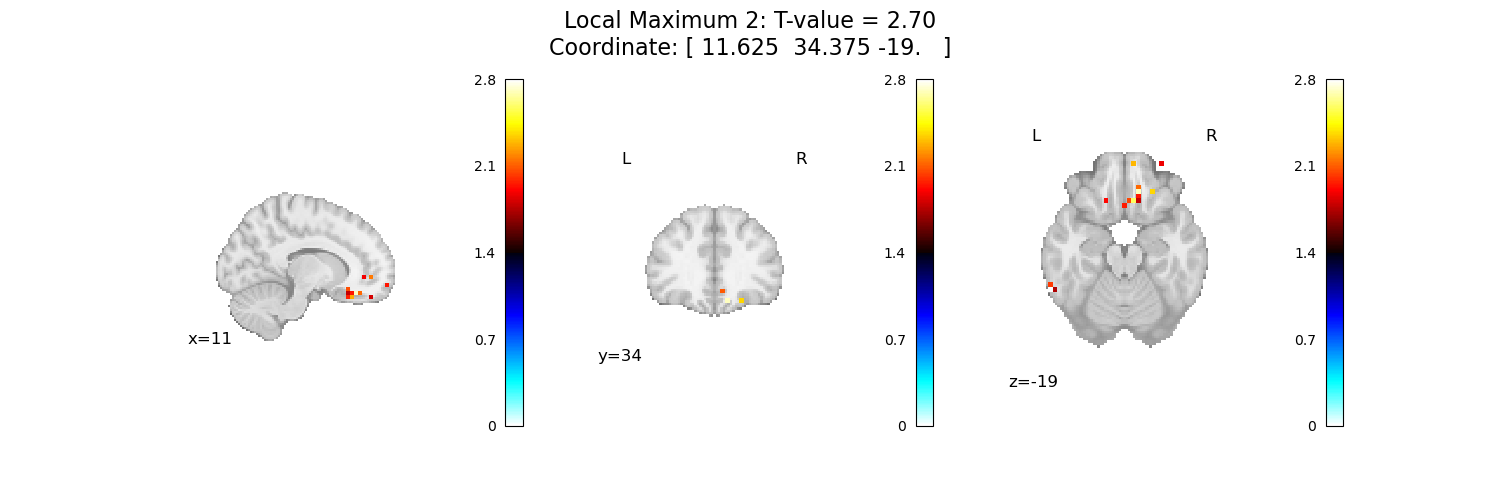 Local Maximum 2: T-value = 2.70
Coordinate: [ 11.625  34.375 -19.   ]
2.8
2.1
1.4
0.7
0
x=11
L
R
2.8
2.1
1.4
0.7
0
y=34
L
R
2.8
2.1
1.4
0.7
0
z=-19